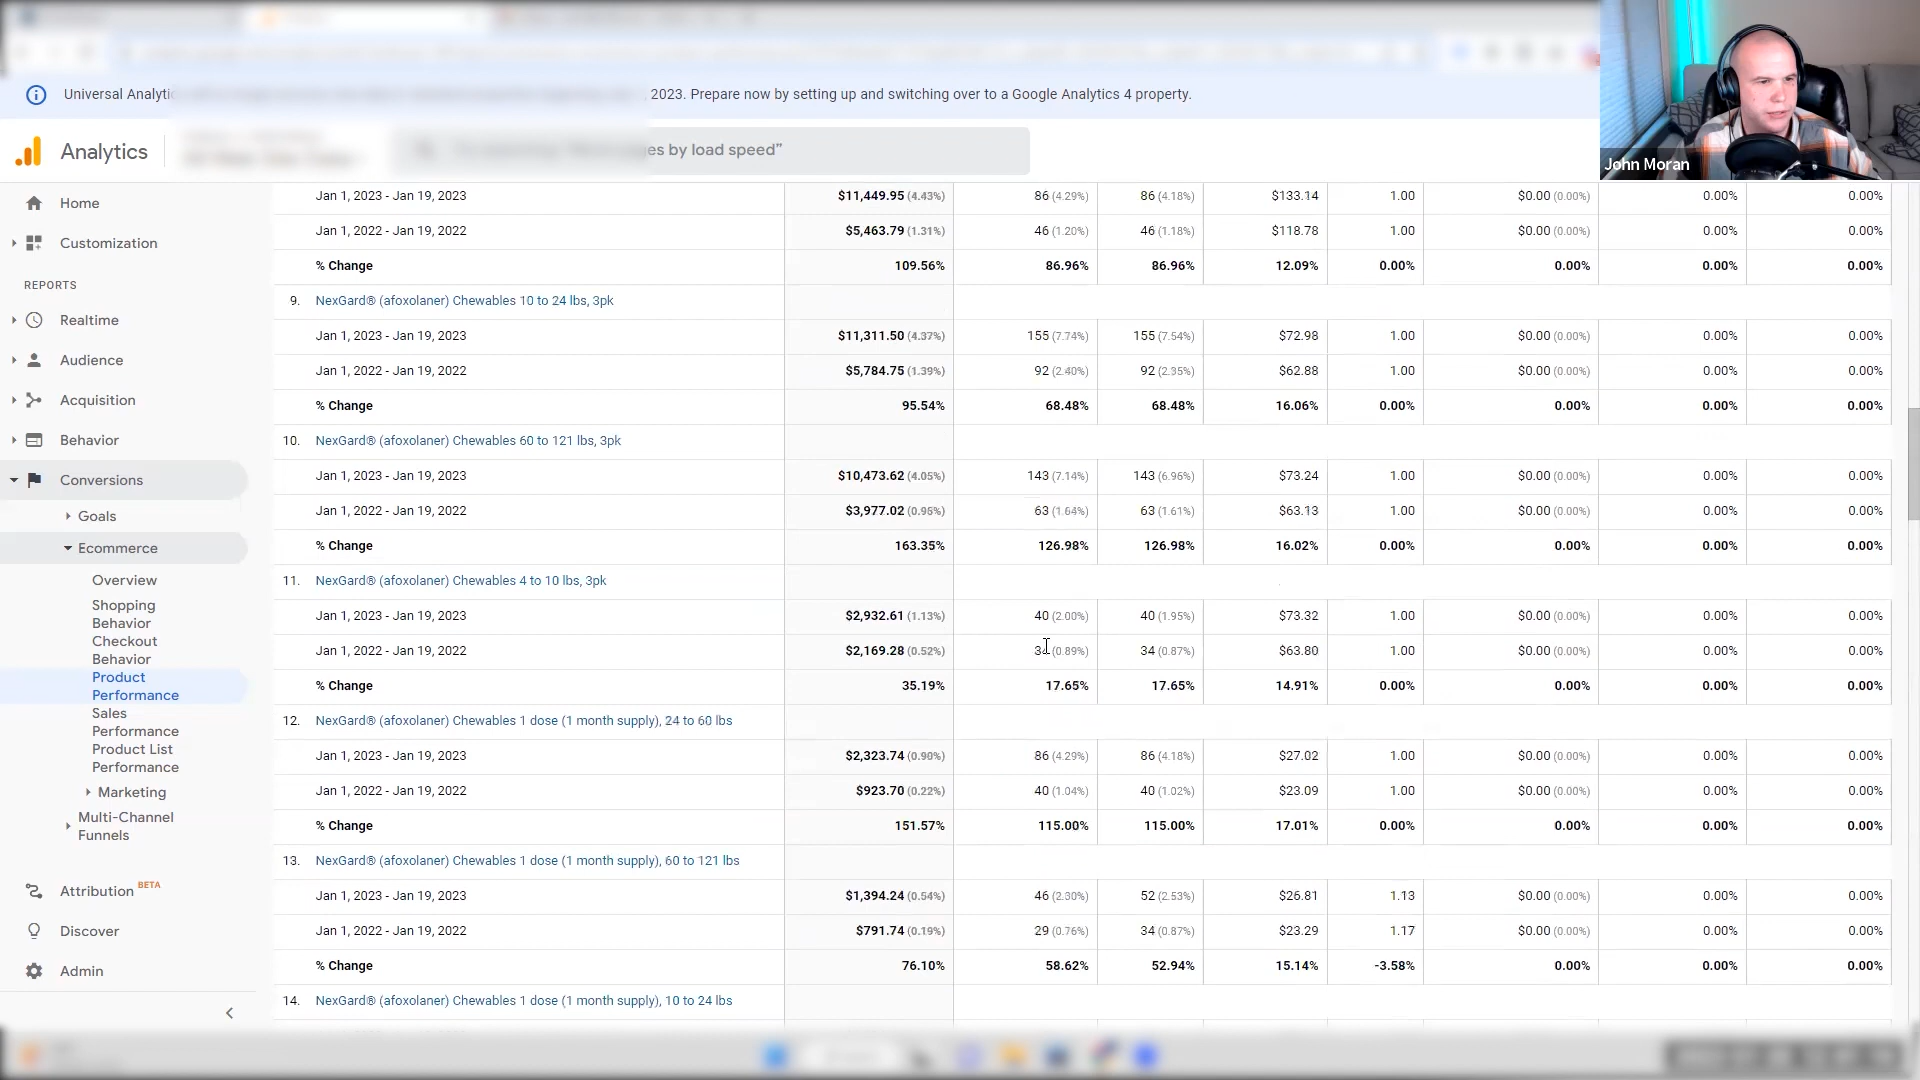 Universal Analyti
2023. Prepare now by setting up and switching over to a Google Analytics 4 property.
John Moran
Analytics
es by load speed”
Home
Customization
REPORTS
Realtime
Audience
Acquisition
Behavior
Conversions
Goals
Ecommerce
Overview
Shopping
Behavior
Checkout
Behavior
Product
Performance
Sales
Performance
Product List
Performance
Marketing
Multi-Channel
Funnels
Attribution BETA
Discover
Admin
Jan 1, 2023 - Jan 19, 2023 $11,449.95 (4.43%) 86 (4.29%) 86 (4.18%) $133.14 1.00 $0.00 (0.00%) 0.00% 0.00%
Jan 1, 2022 - Jan 19, 2022 $5,463.79 (1.31%) 46 (1.20%) 46 (1.18%) $118.78 1.00 $0.00 (0.00%) 0.00% 0.00%
% Change 109.56% 86.96% 86.96% 12.09% 0.00% 0.00% 0.00% 0.00%
9. NexGard® (afoxolaner) Chewables 10 to 24 lbs, 3pk
Jan 1, 2023 - Jan 19, 2023 $11,311.50 (4.37%) 155 (7.74%) 155 (7.54%) $72.98 1.00 $0.00 (0.00%) 0.00% 0.00%
Jan 1, 2022 - Jan 19, 2022 $5,784.75 (1.39%) 92 (2.40%) 92 (2.35%) $62.88 1.00 $0.00 (0.00%) 0.00% 0.00%
% Change 95.54% 68.48% 68.48% 16.06% 0.00% 0.00% 0.00% 0.00%
10. NexGard® (afoxolaner) Chewables 60 to 121 lbs, 3pk
Jan 1, 2023 - Jan 19, 2023 $10,473.62 (4.05%) 143 (7.14%) 143 (6.96%) $73.24 1.00 $0.00 (0.00%) 0.00% 0.00%
Jan 1, 2022 - Jan 19, 2022 $3,977.02 (0.95%) 63 (1.64%) 63 (1.61%) $63.13 1.00 $0.00 (0.00%) 0.00% 0.00%
% Change 163.35% 126.98% 126.98% 16.02% 0.00% 0.00% 0.00% 0.00%
11. NexGard® (afoxolaner) Chewables 4 to 10 lbs, 3pk
Jan 1, 2023 - Jan 19, 2023 $2,932.61 (1.13%) 40 (2.00%) 40 (1.95%) $73.32 1.00 $0.00 (0.00%) 0.00% 0.00%
Jan 1, 2022 - Jan 19, 2022 $2,169.28 (0.52%) 34 (0.89%) 34 (0.87%) $63.80 1.00 $0.00 (0.00%) 0.00% 0.00%
% Change 35.19% 17.65% 17.65% 14.91% 0.00% 0.00% 0.00% 0.00%
12. NexGard® (afoxolaner) Chewables 1 dose (1 month supply), 24 to 60 lbs
Jan 1, 2023 - Jan 19, 2023 $2,323.74 (0.90%) 86 (4.29%) 86 (4.18%) $27.02 1.00 $0.00 (0.00%) 0.00% 0.00%
Jan 1, 2022 - Jan 19, 2022 $923.70 (0.22%) 40 (1.04%) 40 (1.02%) $23.09 1.00 $0.00 (0.00%) 0.00% 0.00%
% Change 151.57% 115.00% 115.00% 17.01% 0.00% 0.00% 0.00% 0.00%
13. NexGard® (afoxolaner) Chewables 1 dose (1 month supply), 60 to 121 lbs
Jan 1, 2023 - Jan 19, 2023 $1,394.24 (0.54%) 46 (2.30%) 52 (2.53%) $26.81 1.13 $0.00 (0.00%) 0.00% 0.00%
Jan 1, 2022 - Jan 19, 2022 $791.74 (0.19%) 29 (0.76%) 34 (0.87%) $23.29 1.17 $0.00 (0.00%) 0.00% 0.00%
% Change 76.10% 58.62% 52.94% 15.14% -3.58% 0.00% 0.00% 0.00%
14. NexGard® (afoxolaner) Chewables 1 dose (1 month supply), 10 to 24 lbs